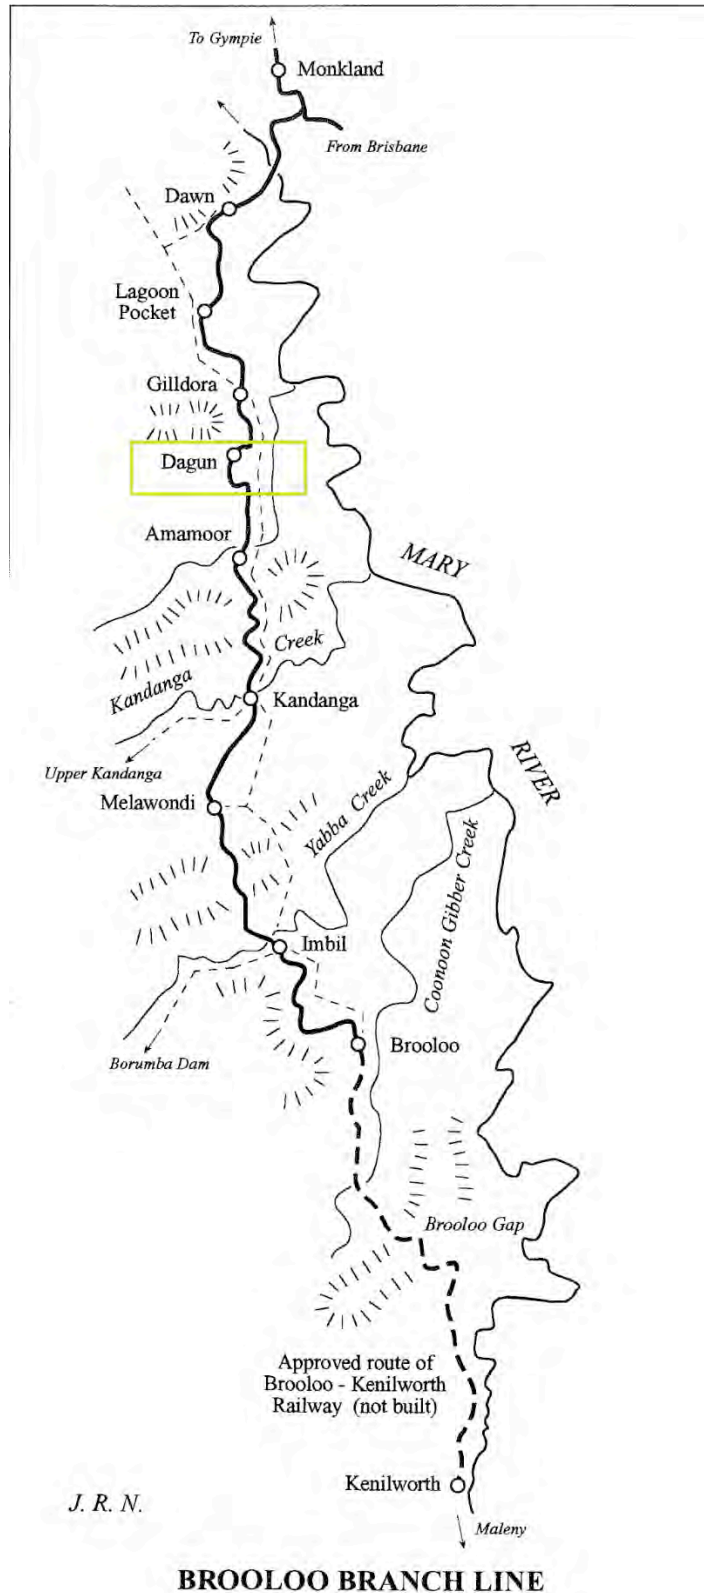 To Gympie
Monkland
From Brisbane
Dawn
Lagoon
Pocket
Gilldora
Dagun
Amamoor
MARY
Creek
Kandanga
Kandanga
Upper Kandanga
RIVER
Melawondi
Yabba Creek
Coonoon Gibber Creek
Imbil
Brooloo
Borumba Dam
Brooloo Gap
Approved route of
Brooloo - Kenilworth
Railway (not built)
Kenilworth
J. R. N.
Maleny
BROOLOO BRANCH LINE